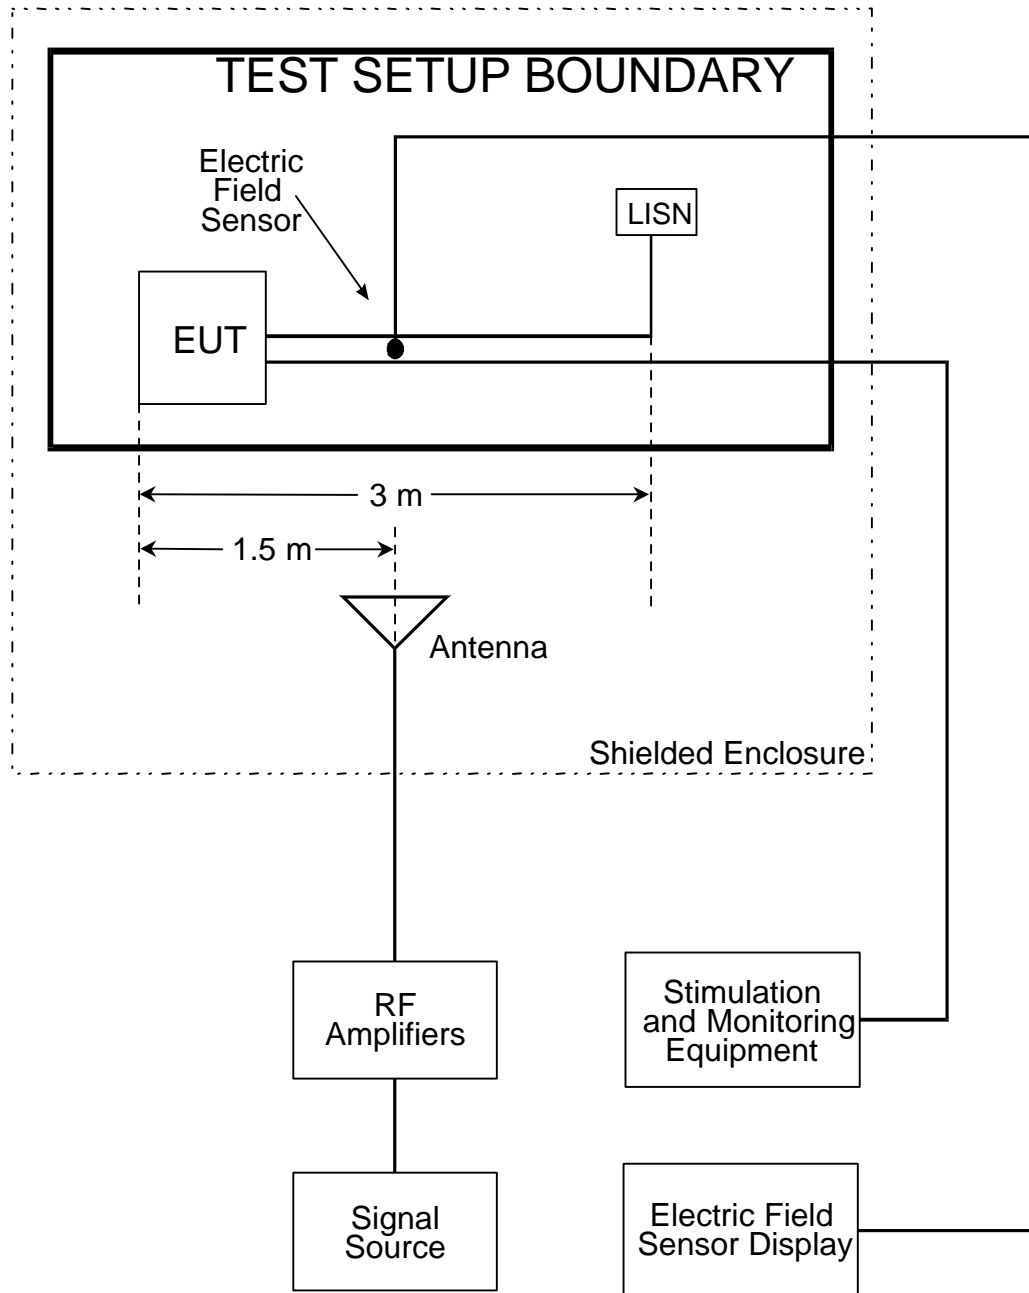 TEST SETUP BOUNDARY
Electric
Field
Sensor
LISN
EUT
3 m
1.5 m
Antenna
Shielded Enclosure
RF
Amplifiers
Stimulation
and Monitoring
Equipment
Signal
Source
Electric Field
Sensor Display